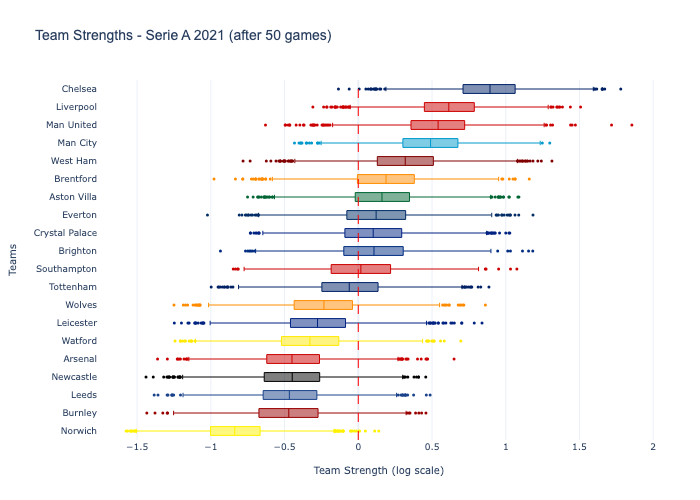 Team Strengths - Serie A 2021 (after 50 games)
Chelsea
Liverpool
Man United
Man City
West Ham
Brentford
Aston Villa
Everton
Crystal Palace
Brighton
Southampton
Tottenham
Wolves
Leicester
Watford
Arsenal
Newcastle
Leeds
Burnley
Norwich
Teams
−1.5 −1 −0.5 0 0.5 1 1.5 2
Team Strength (log scale)